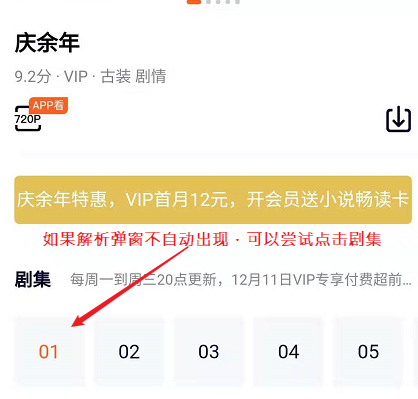 庆余年
9.2分 · VIP · 古装 剧情
APP看
720P
庆余年特惠，VIP首月12元，开会员送小说畅读卡
如果解析弹窗不自动出现．可以尝试点击剧集
剧集 每周一到周三20点更新，12月11日VIP专享付费超前...
01 02 03 04 05